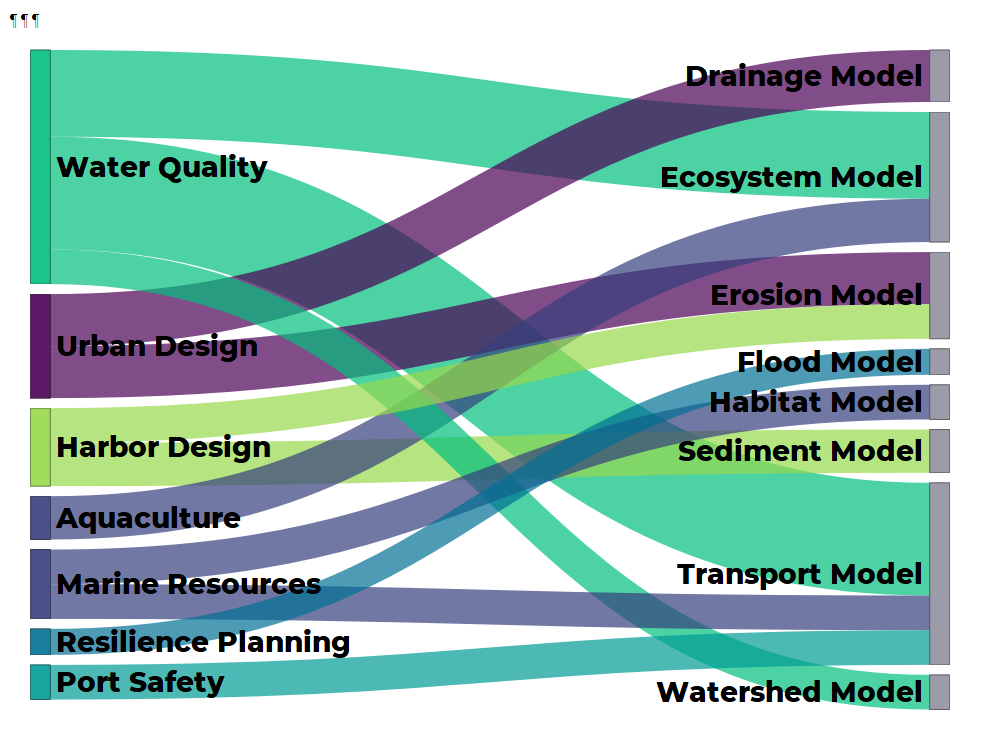 ¶ ¶ ¶
Water Quality
Urban Design
Harbor Design
Aquaculture
Marine Resources
Resilience Planning
Port Safety
Drainage Model
Ecosystem Model
Erosion Model
Flood Model
Habitat Model
Sediment Model
Transport Model
Watershed Model